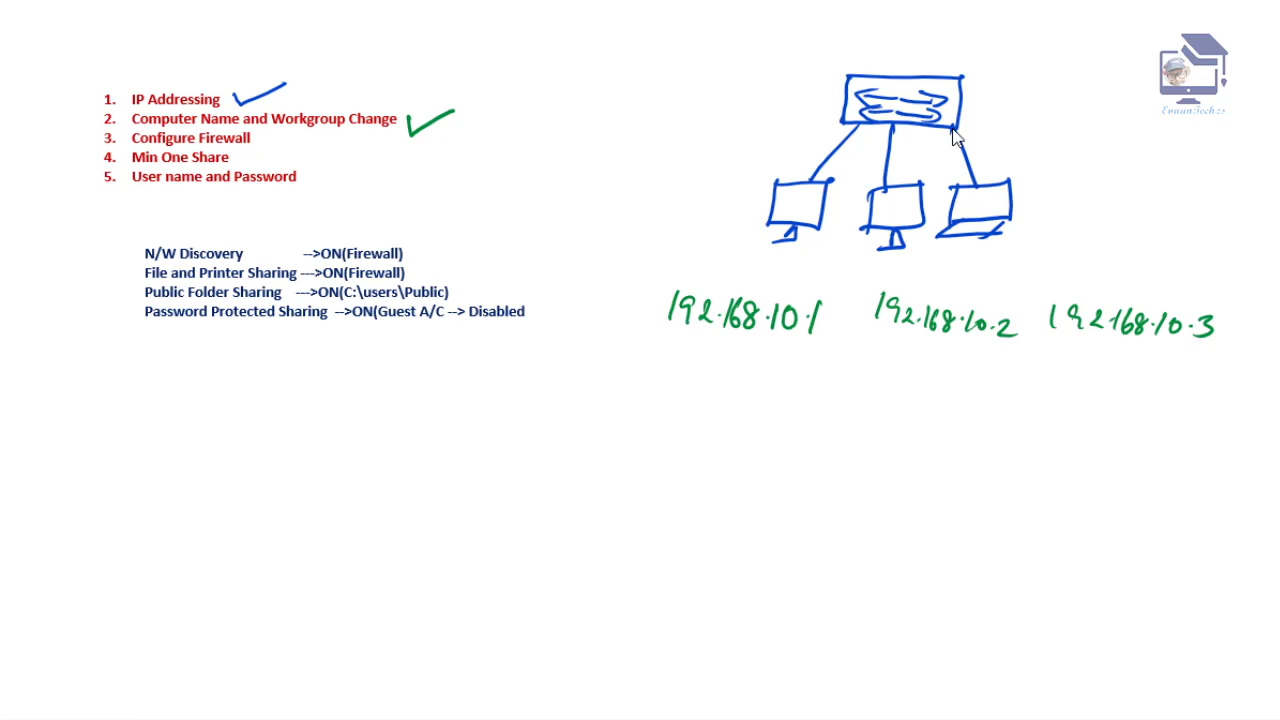 1. IP Addressing
2. Computer Name and Workgroup Change
3. Configure Firewall
4. Min One Share
5. User name and Password
N/W Discovery -->ON(Firewall)
File and Printer Sharing --->ON(Firewall)
Public Folder Sharing --->ON(C:\users\Public)
Password Protected Sharing -->ON(Guest A/C --> Disabled
192.168.10.1 192.168.10.2 192.168.10.3